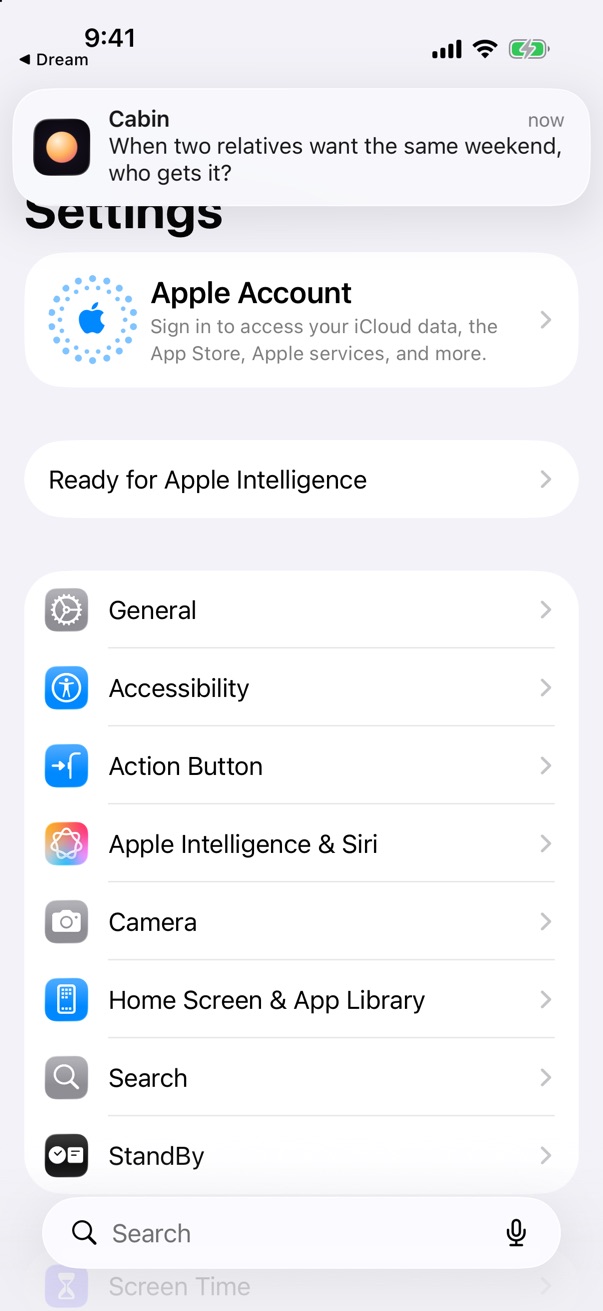 9:41
◀ Dream
Cabin
now
When two relatives want the same weekend,
who gets it?
Settings
Apple Account
Sign in to access your iCloud data, the
App Store, Apple services, and more.
Ready for Apple Intelligence
General
Accessibility
Action Button
Apple Intelligence & Siri
Camera
Home Screen & App Library
Search
StandBy
Search
Screen Time